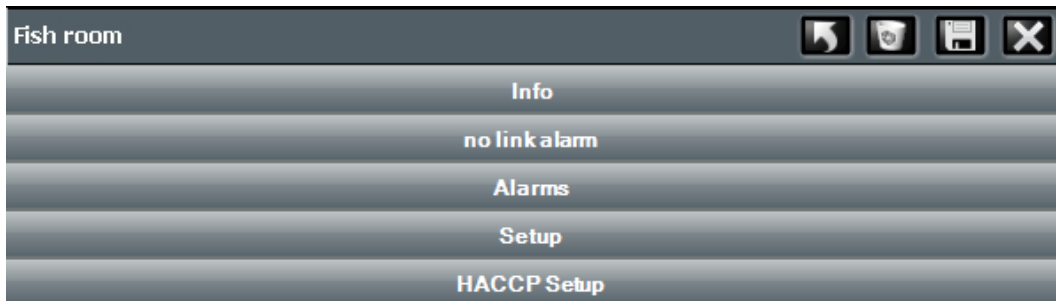 Fish room
Info
no link alarm
Alarms
Setup
HACCP Setup